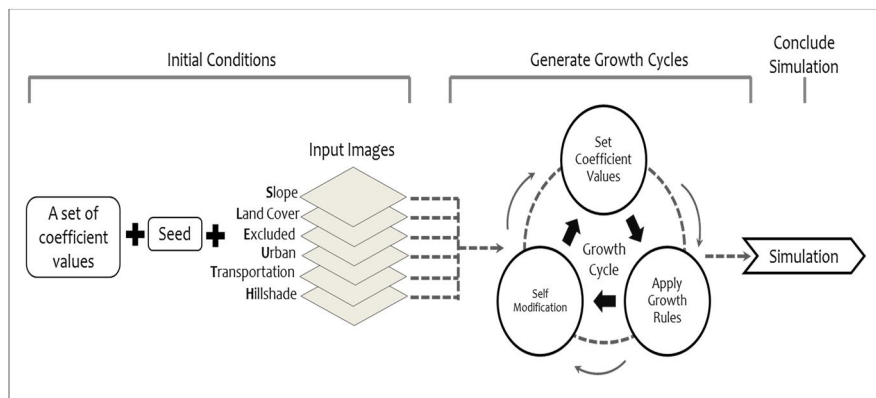 Initial Conditions
Generate Growth Cycles
Conclude
Simulation
Input Images
A set of
coefficient
values
Seed
Slope
Land Cover
Excluded
Urban
Transportation
Hillshade
Set
Coefficient
Values
Growth
Cycle
Self
Modification
Apply
Growth
Rules
Simulation